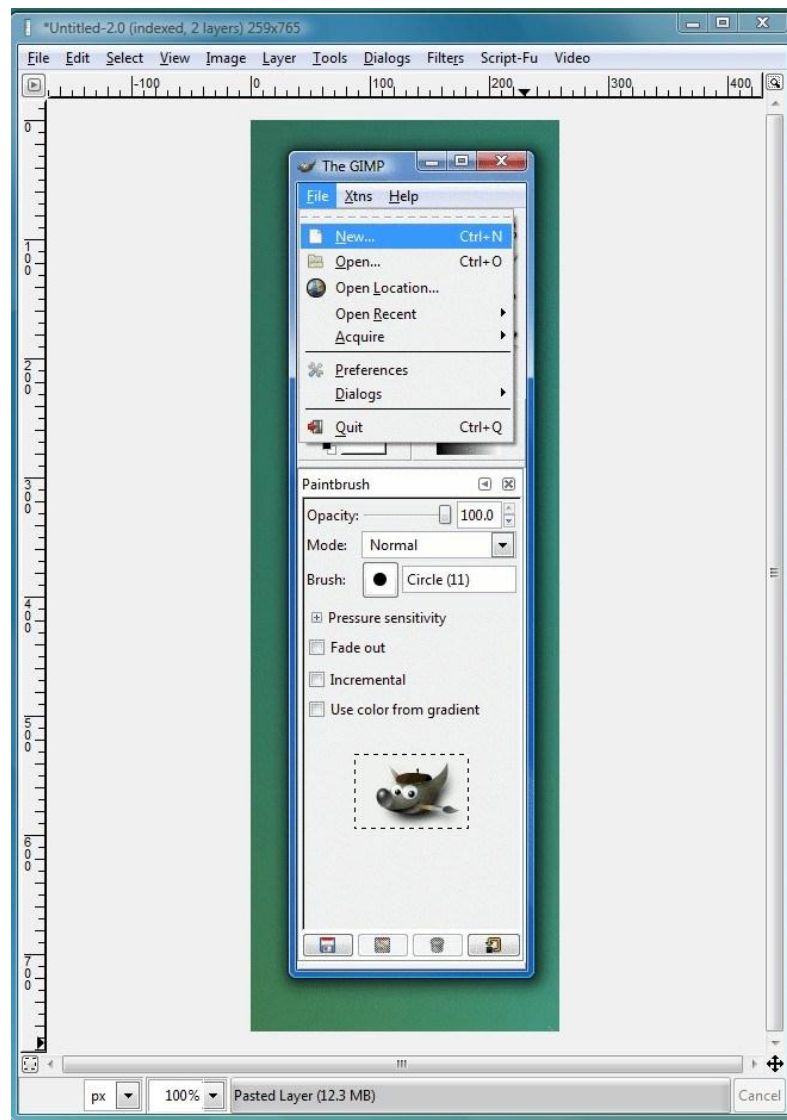 *Untitled-2.0 (indexed, 2 layers) 259x765
File Edit Select View Image Layer Tools Dialogs Filters Script-Fu Video
-100 0 100 200 300 400
0
100
200
300
400
500
600
700
The GIMP
File Xtns Help
New... Ctrl+N
Open... Ctrl+O
Open Location...
Open Recent
Acquire
Preferences
Dialogs
Quit Ctrl+Q
Paintbrush
Opacity: 100.0
Mode: Normal
Brush: Circle (11)
Pressure sensitivity
Fade out
Incremental
Use color from gradient
px 100% Pasted Layer (12.3 MB) Cancel